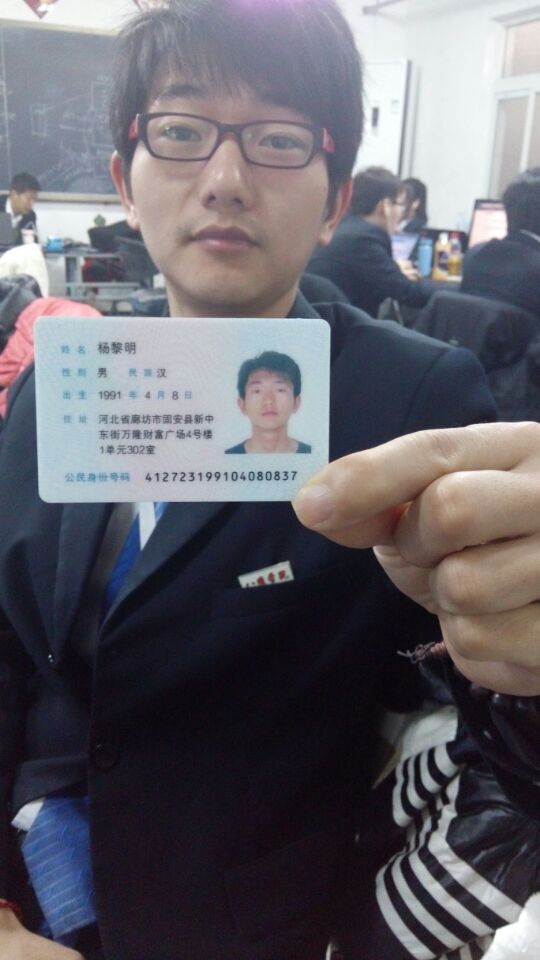 姓名 杨黎明
性别 男 民族 汉
出生 1991 年 4 月 8 日
住址 河北省廊坊市固安县新中
东街万隆财富广场4号楼
1单元302室
公民身份号码 412723199104080837